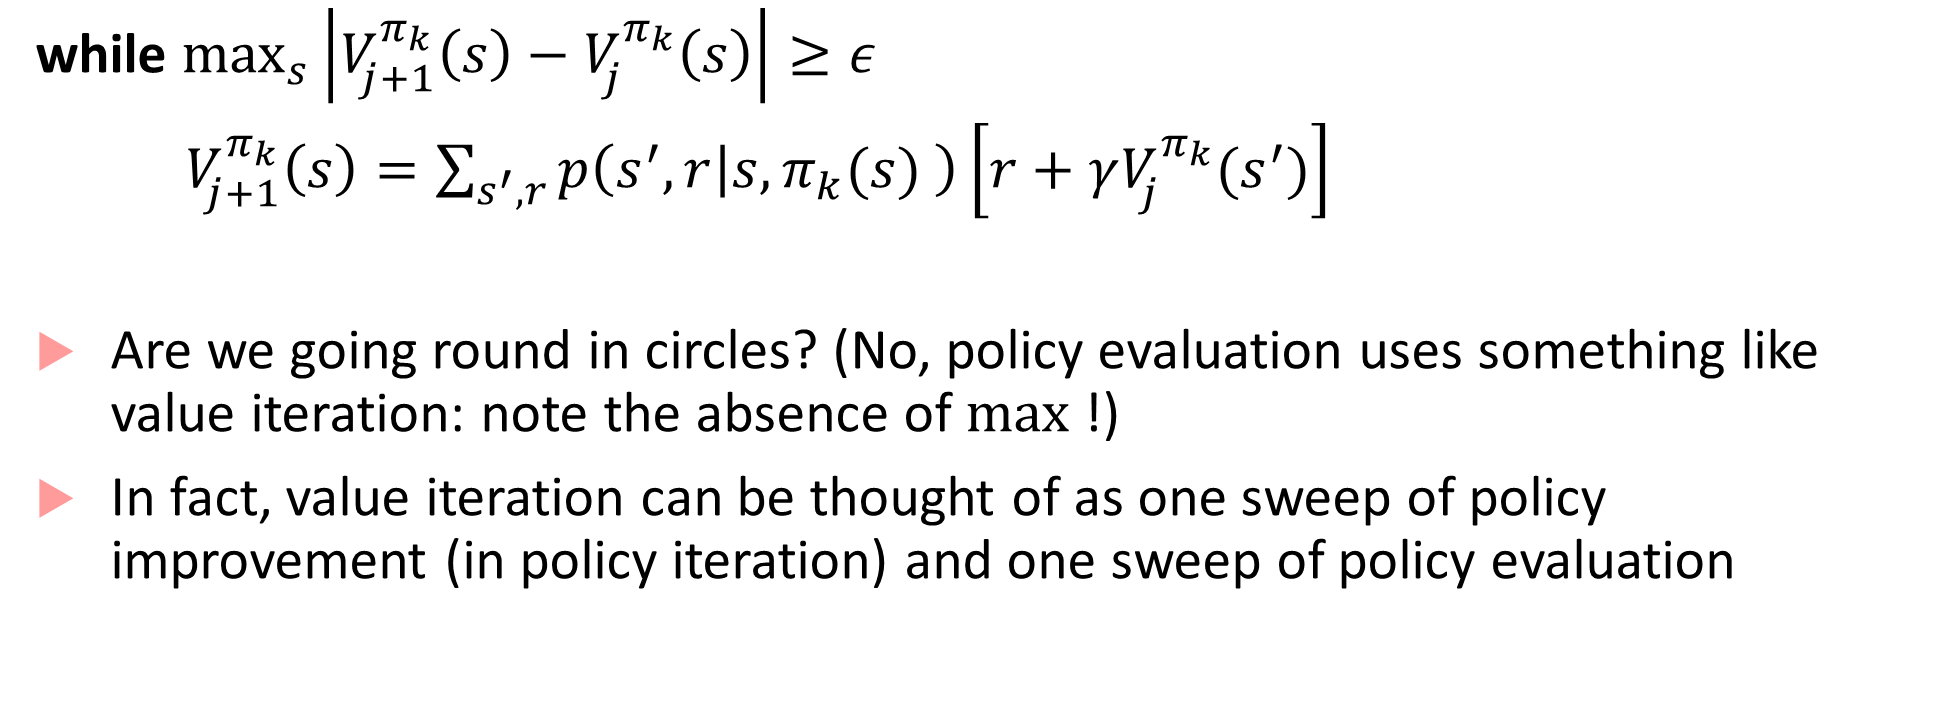 while maxₛ |V_{j+1}^{π_k}(s) − V_j^{π_k}(s)| ≥ ϵ
V_{j+1}^{π_k}(s) = ∑_{s′,r} p(s′, r|s, π_k(s) ) [r + γV_j^{π_k}(s′)]
Are we going round in circles? (No, policy evaluation uses something like
value iteration: note the absence of max !)
In fact, value iteration can be thought of as one sweep of policy
improvement (in policy iteration) and one sweep of policy evaluation